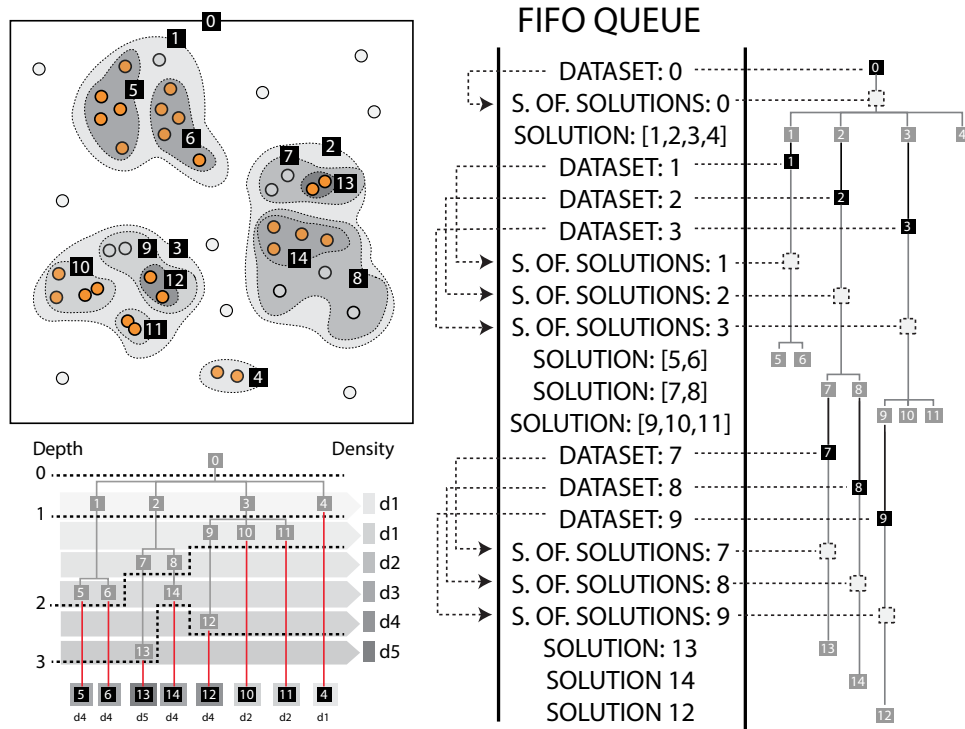 0
1
5
6
2
7
13
14
8
9
3
10
12
11
4
Depth
Density
0
0
1
2
3
4
d1
1
9
10
11
d1
7
8
d2
5
6
14
d3
2
12
d4
13
d5
3
5
6
13
14
12
10
11
4
d4
d4
d5
d4
d4
d2
d2
d1
FIFO QUEUE
DATASET: 0
S. OF. SOLUTIONS: 0
SOLUTION: [1,2,3,4]
DATASET: 1
DATASET: 2
DATASET: 3
S. OF. SOLUTIONS: 1
S. OF. SOLUTIONS: 2
S. OF. SOLUTIONS: 3
SOLUTION: [5,6]
SOLUTION: [7,8]
SOLUTION: [9,10,11]
DATASET: 7
DATASET: 8
DATASET: 9
S. OF. SOLUTIONS: 7
S. OF. SOLUTIONS: 8
S. OF. SOLUTIONS: 9
SOLUTION: 13
SOLUTION 14
SOLUTION 12
0
1
2
3
4
1
2
3
5
6
7
8
9
10
11
7
8
9
13
14
12